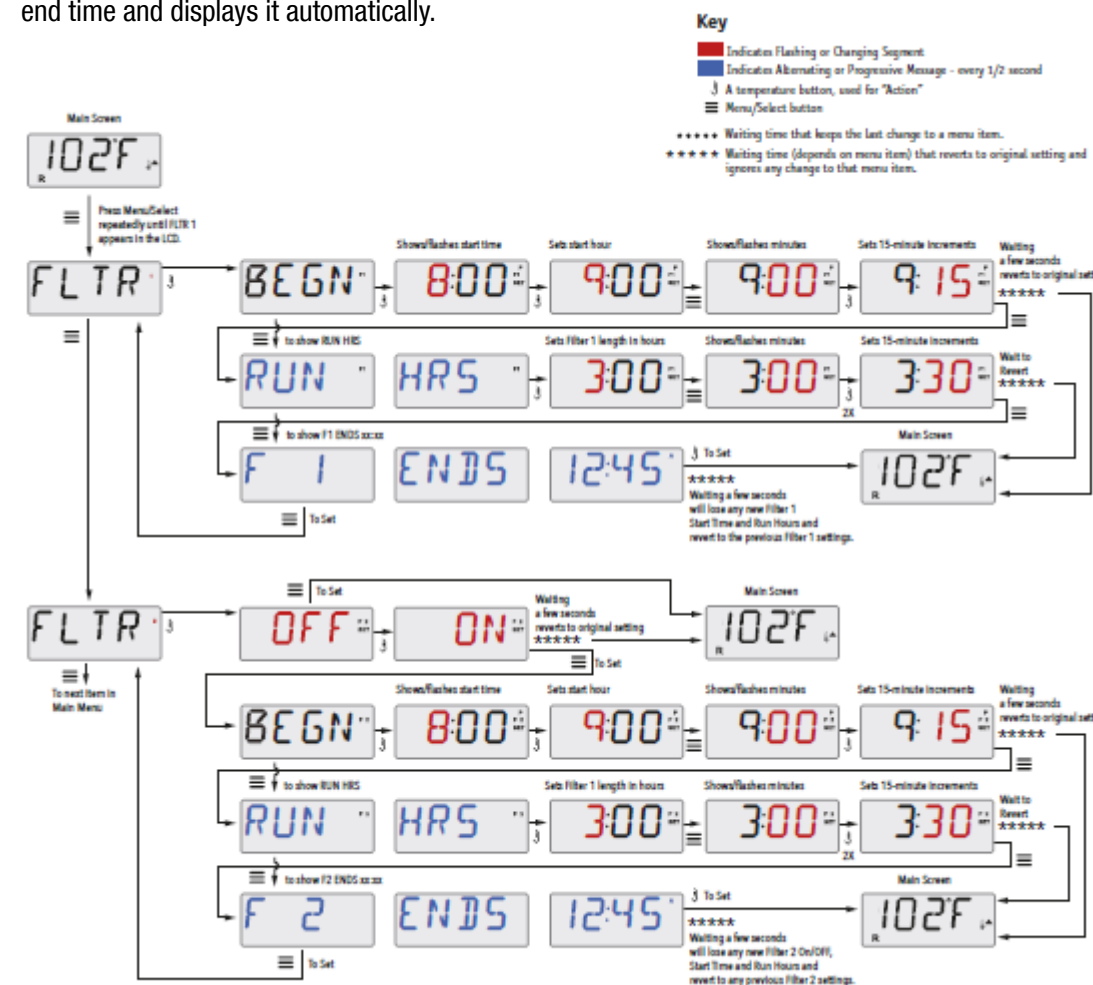 end time and displays it automatically.
Key
Indicates Flashing or Changing Segment
Indicates Alternating or Progressive Message - every 1/2 second
A temperature button, used for "Action"
Menu/Select button
***** Waiting time that keeps the last change to a menu item.
***** Waiting time (depends on menu item) that reverts to original setting and
ignores any change to that menu item.
Main Screen
102°F
R
Press Menu/Select
repeatedly until FLTR 1
appears in the LCD.
Shows/flashes start time
Sets start hour
Shows/flashes minutes
Sets 15-minute increments
Waiting
a few seconds
reverts to original sett
*****
FLTR
BEGN
8:00
9:00
9:00
9:15
to show RUN HRS
Sets Filter 1 length in hours
Shows/flashes minutes
Sets 15-minute increments
Wait to
Revert
*****
RUN
HRS
3:00
3:00
3:30
2X
to show F1 ENDS xx:xx
Main Screen
F 1
ENDS
12:45
To Set
*****
Waiting a few seconds
will lose any new Filter 1
Start Time and Run Hours and
revert to the previous Filter 1 settings.
102°F
R
To Set
To Set
Main Screen
FLTR
OFF
ON
Waiting
a few seconds
reverts to original setting
*****
102°F
R
To Set
To next item in
Main Menu
Shows/flashes start time
Sets start hour
Shows/flashes minutes
Sets 15-minute increments
Waiting
a few seconds
reverts to original sett
*****
BEGN
8:00
9:00
9:00
9:15
to show RUN HRS
Sets Filter 1 length in hours
Shows/flashes minutes
Sets 15-minute increments
Wait to
Revert
*****
RUN
HRS
3:00
3:00
3:30
2X
to show F2 ENDS xx:xx
Main Screen
F 2
ENDS
12:45
To Set
*****
Waiting a few seconds
will lose any new Filter 2 On/OFF,
Start Time and Run Hours and
revert to any previous Filter 2 settings.
102°F
R
To Set